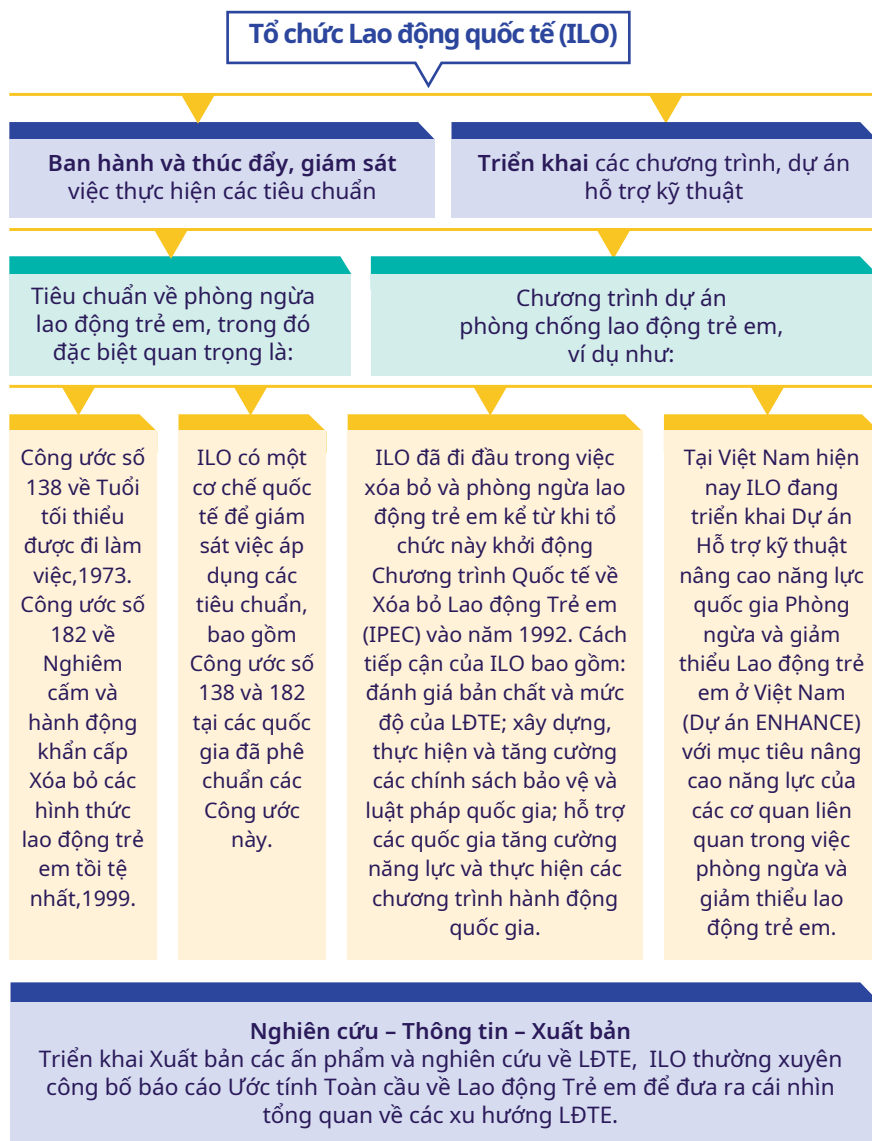 Tổ chức Lao động quốc tế (ILO)
Ban hành và thúc đẩy, giám sát
việc thực hiện các tiêu chuẩn
Triển khai các chương trình, dự án
hỗ trợ kỹ thuật
Tiêu chuẩn về phòng ngừa
lao động trẻ em, trong đó
đặc biệt quan trọng là:
Chương trình dự án
phòng chống lao động trẻ em,
ví dụ như:
Công ước số
138 về Tuổi
tối thiểu
được đi làm
việc,1973.
Công ước số
182 về
Nghiêm
cấm và
hành động
khẩn cấp
Xóa bỏ các
hình thức
lao động trẻ
em tồi tệ
nhất,1999.
ILO có một
cơ chế quốc
tế để giám
sát việc áp
dụng các
tiêu chuẩn,
bao gồm
Công ước số
138 và 182
tại các quốc
gia đã phê
chuẩn các
Công ước
này.
ILO đã đi đầu trong việc
xóa bỏ và phòng ngừa lao
động trẻ em kể từ khi tổ
chức này khởi động
Chương trình Quốc tế về
Xóa bỏ Lao động Trẻ em
(IPEC) vào năm 1992. Cách
tiếp cận của ILO bao gồm:
đánh giá bản chất và mức
độ của LĐTE; xây dựng,
thực hiện và tăng cường
các chính sách bảo vệ và
luật pháp quốc gia; hỗ trợ
các quốc gia tăng cường
năng lực và thực hiện các
chương trình hành động
quốc gia.
Tại Việt Nam hiện
nay ILO đang
triển khai Dự án
Hỗ trợ kỹ thuật
nâng cao năng lực
quốc gia Phòng
ngừa và giảm
thiểu Lao động trẻ
em ở Việt Nam
(Dự án ENHANCE)
với mục tiêu nâng
cao năng lực của
các cơ quan liên
quan trong việc
phòng ngừa và
giảm thiểu lao
động trẻ em.
Nghiên cứu – Thông tin – Xuất bản
Triển khai Xuất bản các ấn phẩm và nghiên cứu về LĐTE, ILO thường xuyên
công bố báo cáo Ước tính Toàn cầu về Lao động Trẻ em để đưa ra cái nhìn
tổng quan về các xu hướng LĐTE.